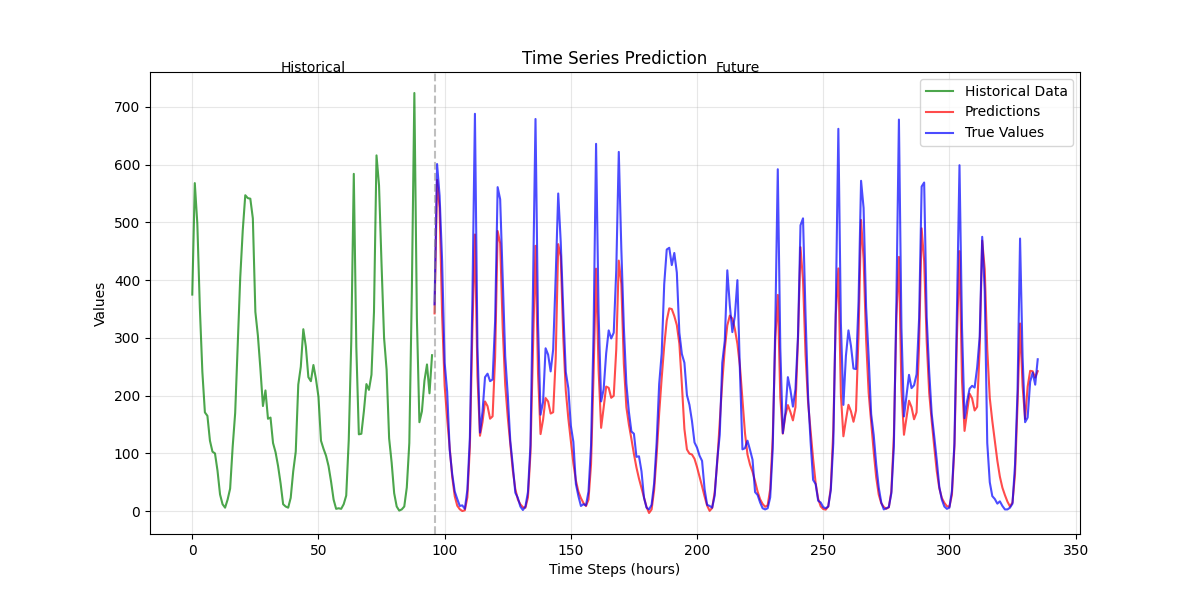 Time Series Prediction
Historical
Future
Historical Data
Predictions
True Values
Values
700
600
500
400
300
200
100
0
0
50
100
150
200
250
300
350
Time Steps (hours)